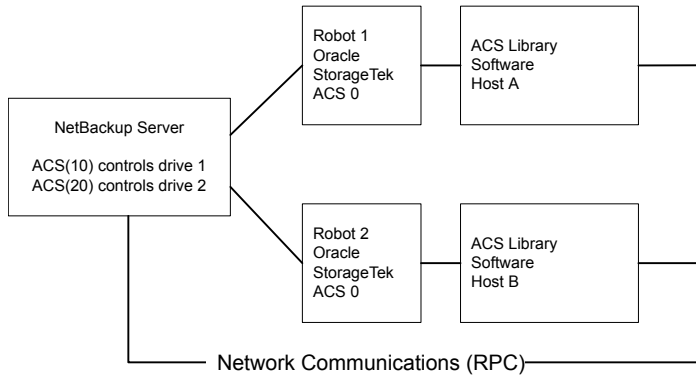 Robot 1
Oracle
StorageTek
ACS 0
ACS Library
Software
Host A
NetBackup Server
ACS(10) controls drive 1
ACS(20) controls drive 2
Robot 2
Oracle
StorageTek
ACS 0
ACS Library
Software
Host B
Network Communications (RPC)